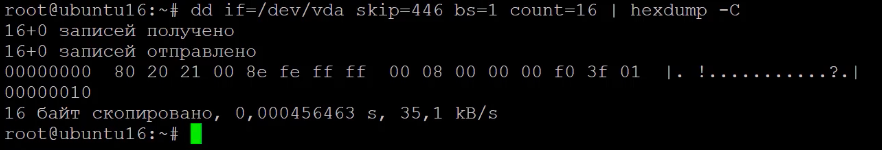 root@ubuntu16:~# dd if=/dev/vda skip=446 bs=1 count=16 | hexdump -C
16+0 записей получено
16+0 записей отправлено
00000000  80 20 21 00 8e fe ff ff  00 08 00 00 00 f0 3f 01  |. !...........?.|
00000010
16 байт скопировано, 0,000456463 s, 35,1 kB/s
root@ubuntu16:~#